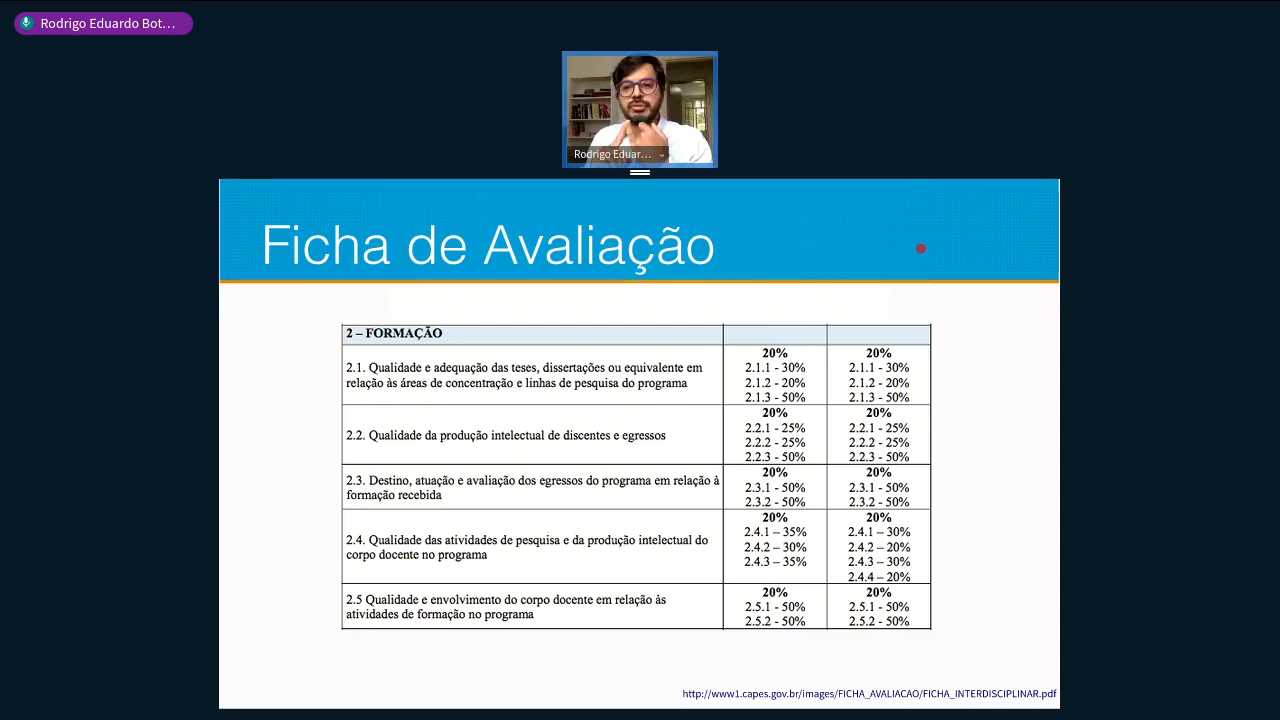 Rodrigo Eduardo Bot...
Rodrigo Eduar...
Ficha de Avaliação
2 – FORMAÇÃO
2.1. Qualidade e adequação das teses, dissertações ou equivalente em
relação às áreas de concentração e linhas de pesquisa do programa
20%
2.1.1 - 30%
2.1.2 - 20%
2.1.3 - 50%
20%
2.1.1 - 30%
2.1.2 - 20%
2.1.3 - 50%
2.2. Qualidade da produção intelectual de discentes e egressos
20%
2.2.1 - 25%
2.2.2 - 25%
2.2.3 - 50%
20%
2.2.1 - 25%
2.2.2 - 25%
2.2.3 - 50%
2.3. Destino, atuação e avaliação dos egressos do programa em relação à
formação recebida
20%
2.3.1 - 50%
2.3.2 - 50%
20%
2.3.1 - 50%
2.3.2 - 50%
2.4. Qualidade das atividades de pesquisa e da produção intelectual do
corpo docente no programa
20%
2.4.1 – 35%
2.4.2 – 30%
2.4.3 – 35%
20%
2.4.1 – 30%
2.4.2 – 20%
2.4.3 – 30%
2.4.4 – 20%
2.5 Qualidade e envolvimento do corpo docente em relação às
atividades de formação no programa
20%
2.5.1 - 50%
2.5.2 - 50%
20%
2.5.1 - 50%
2.5.2 - 50%
http://www1.capes.gov.br/images/FICHA_AVALIACAO/FICHA_INTERDISCIPLINAR.pdf